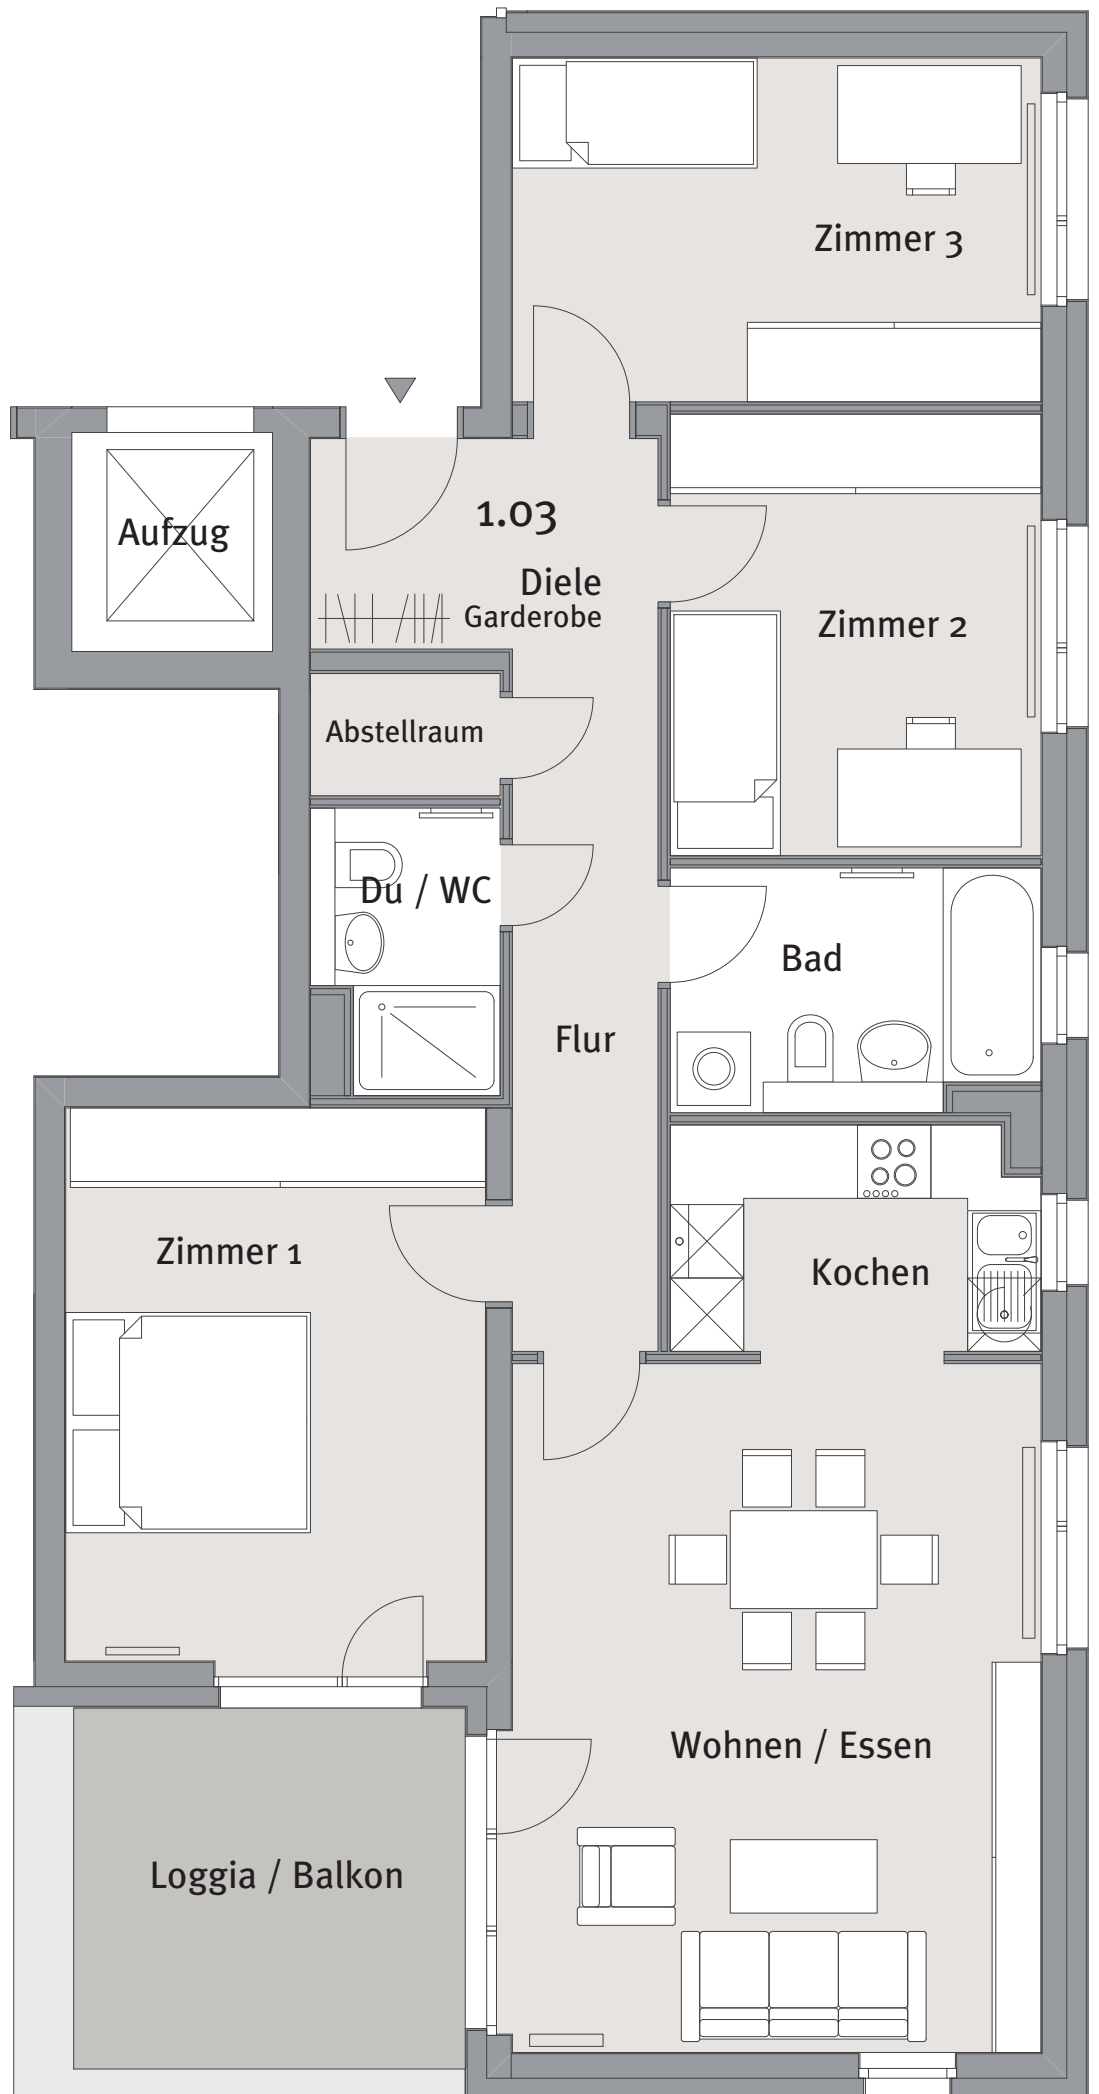 Zimmer 3
Aufzug
1.03
Diele
Garderobe
Zimmer 2
Abstellraum
Du / WC
Bad
Flur
Zimmer 1
Kochen
Wohnen / Essen
Loggia / Balkon